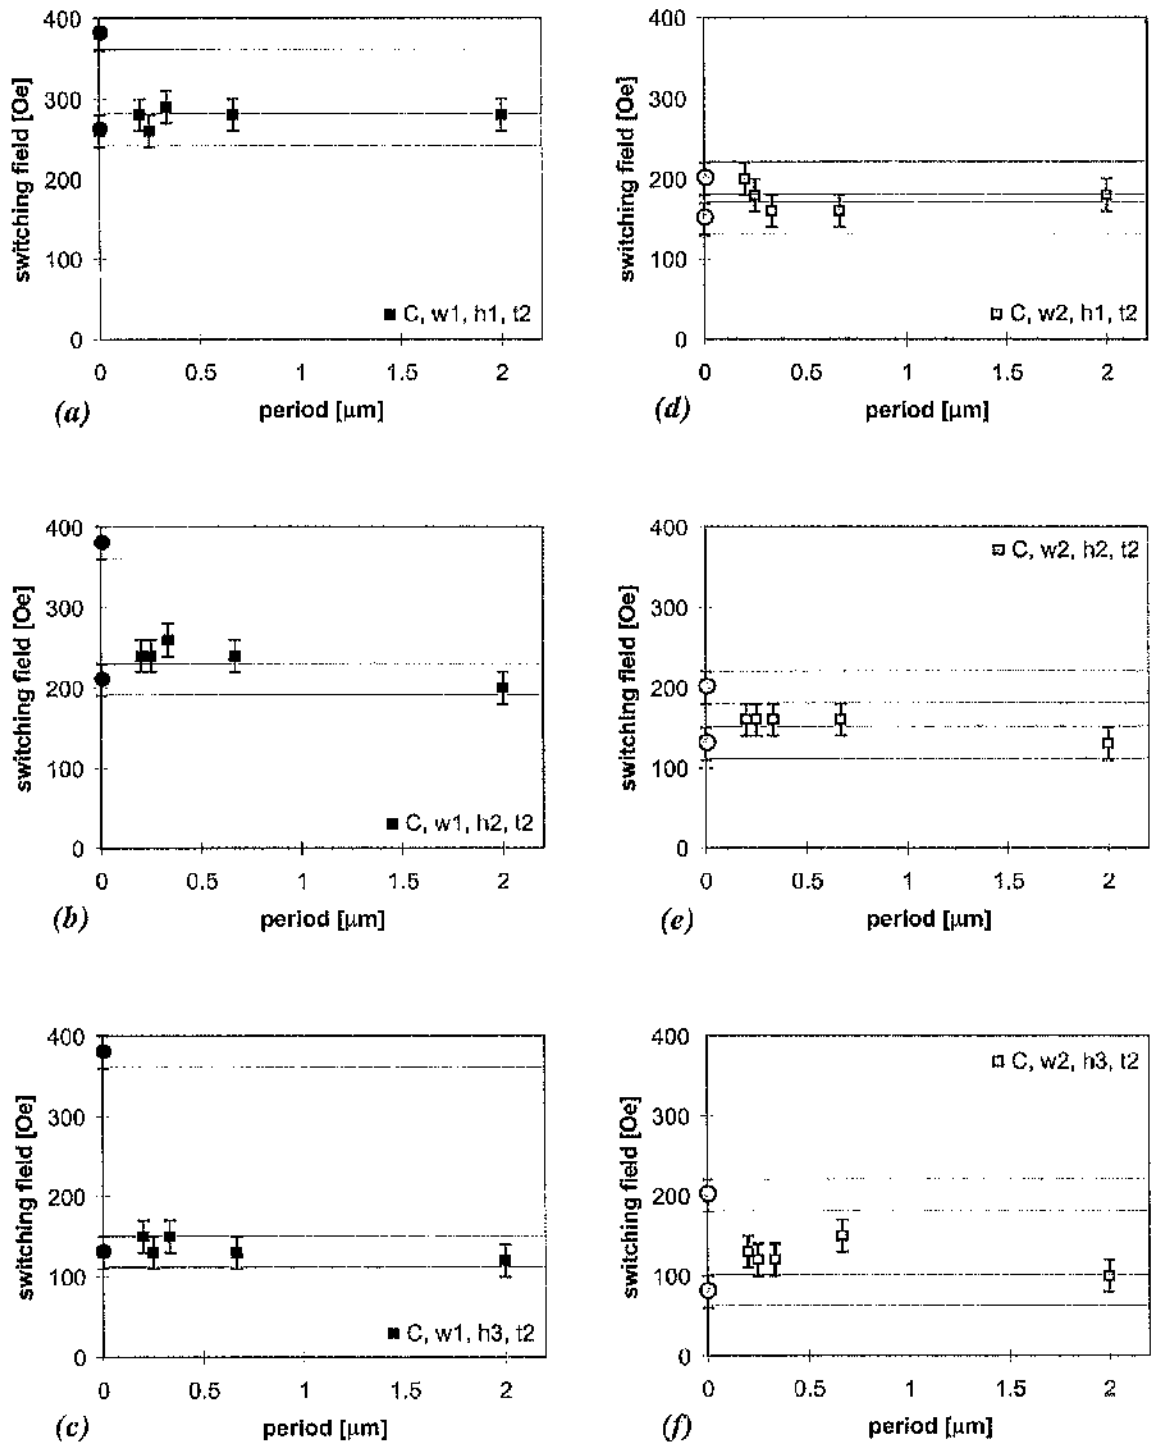 400
300
200
100
0
switching field [Oe]
■ C, w1, h1, t2
0 0.5 1 1.5 2
(a) period [µm]
400
300
200
100
0
switching field [Oe]
C, w2, h1, t2
0 0.5 1 1.5 2
(d) period [µm]
400
300
200
100
0
switching field [Oe]
■ C, w1, h2, t2
0 0.5 1 1.5 2
(b) period [µm]
400
300
200
100
0
switching field [Oe]
C, w2, h2, t2
0 0.5 1 1.5 2
(e) period [µm]
400
300
200
100
0
switching field [Oe]
■ C, w1, h3, t2
0 0.5 1 1.5 2
(c) period [µm]
400
300
200
100
0
switching field [Oe]
C, w2, h3, t2
0 0.5 1 1.5 2
(f) period [µm]